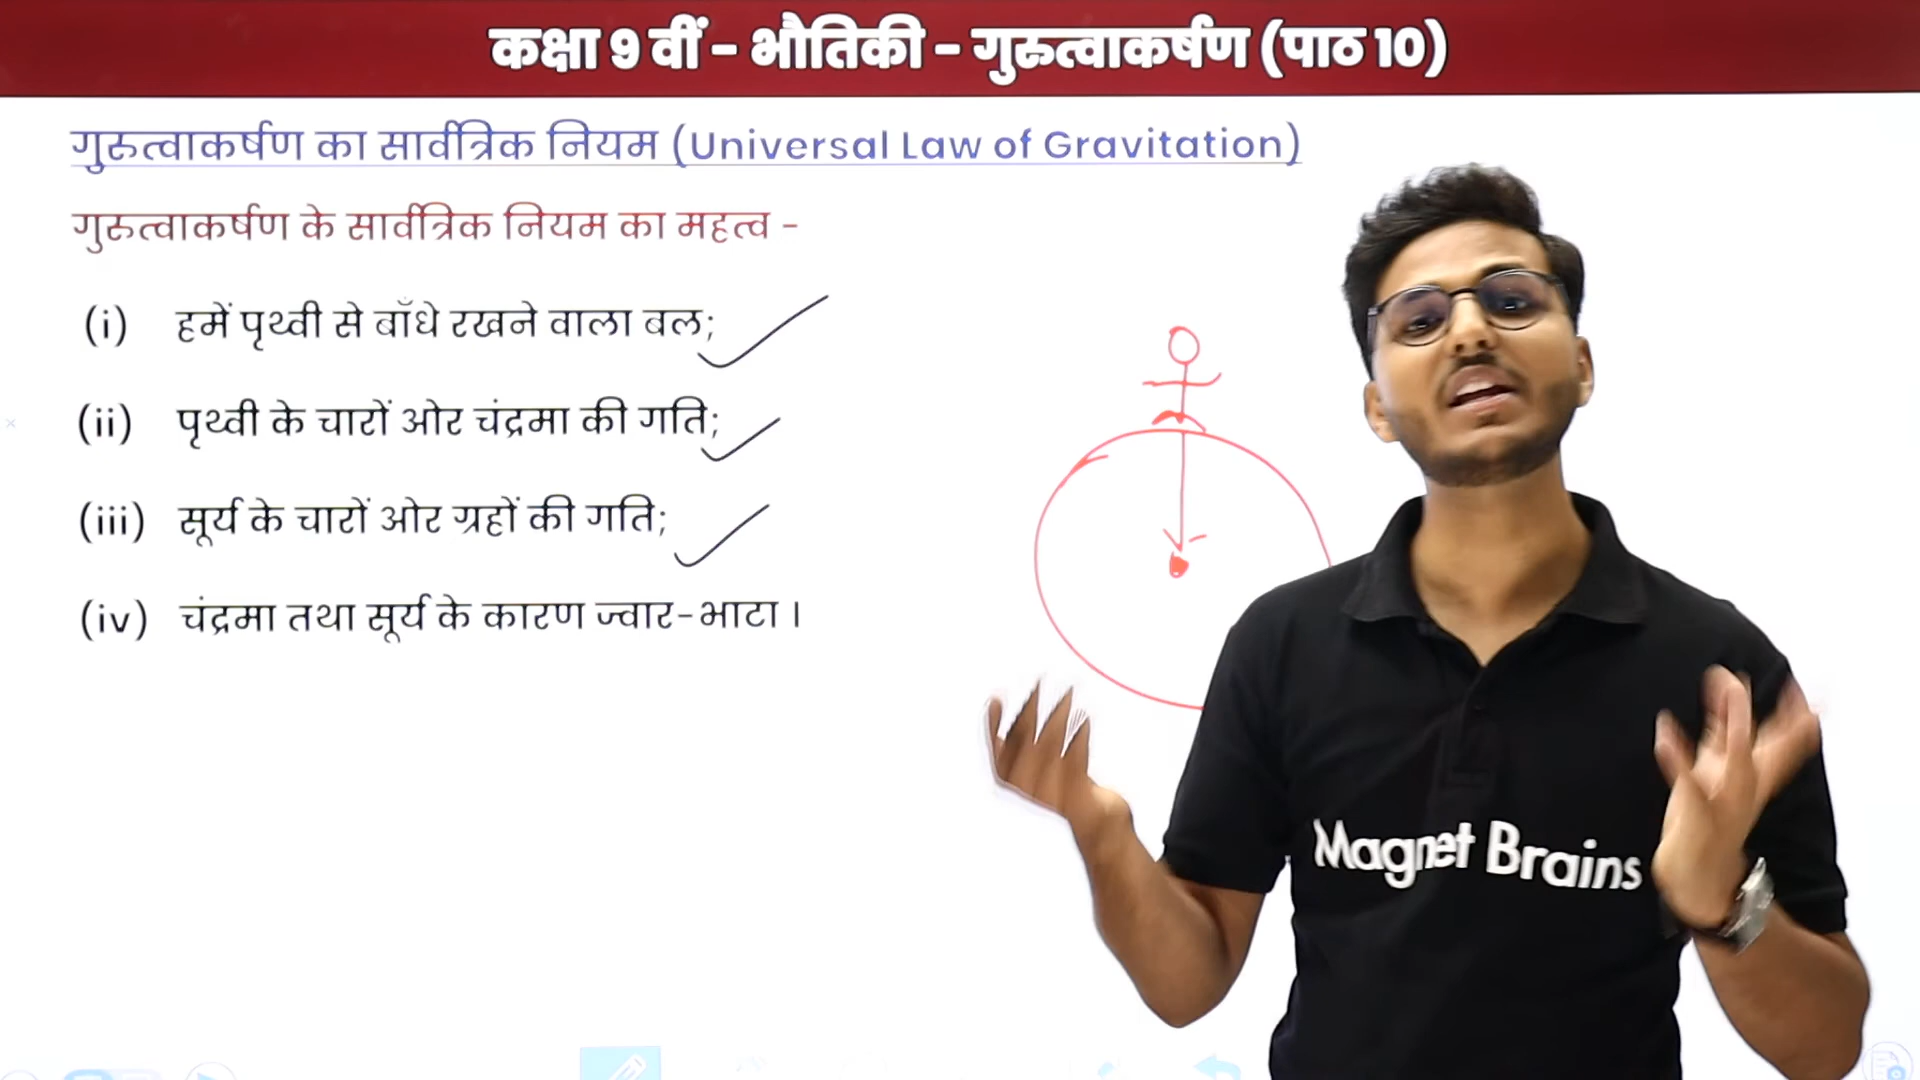 कक्षा 9 वीं - भौतिकी - गुरुत्वाकर्षण (पाठ 10)
गुरुत्वाकर्षण का सार्वत्रिक नियम (Universal Law of Gravitation)
गुरुत्वाकर्षण के सार्वत्रिक नियम का महत्व -
(i) हमें पृथ्वी से बाँधे रखने वाला बल;
(ii) पृथ्वी के चारों ओर चंद्रमा की गति;
(iii) सूर्य के चारों ओर ग्रहों की गति;
(iv) चंद्रमा तथा सूर्य के कारण ज्वार-भाटा ।
Magnet Brains